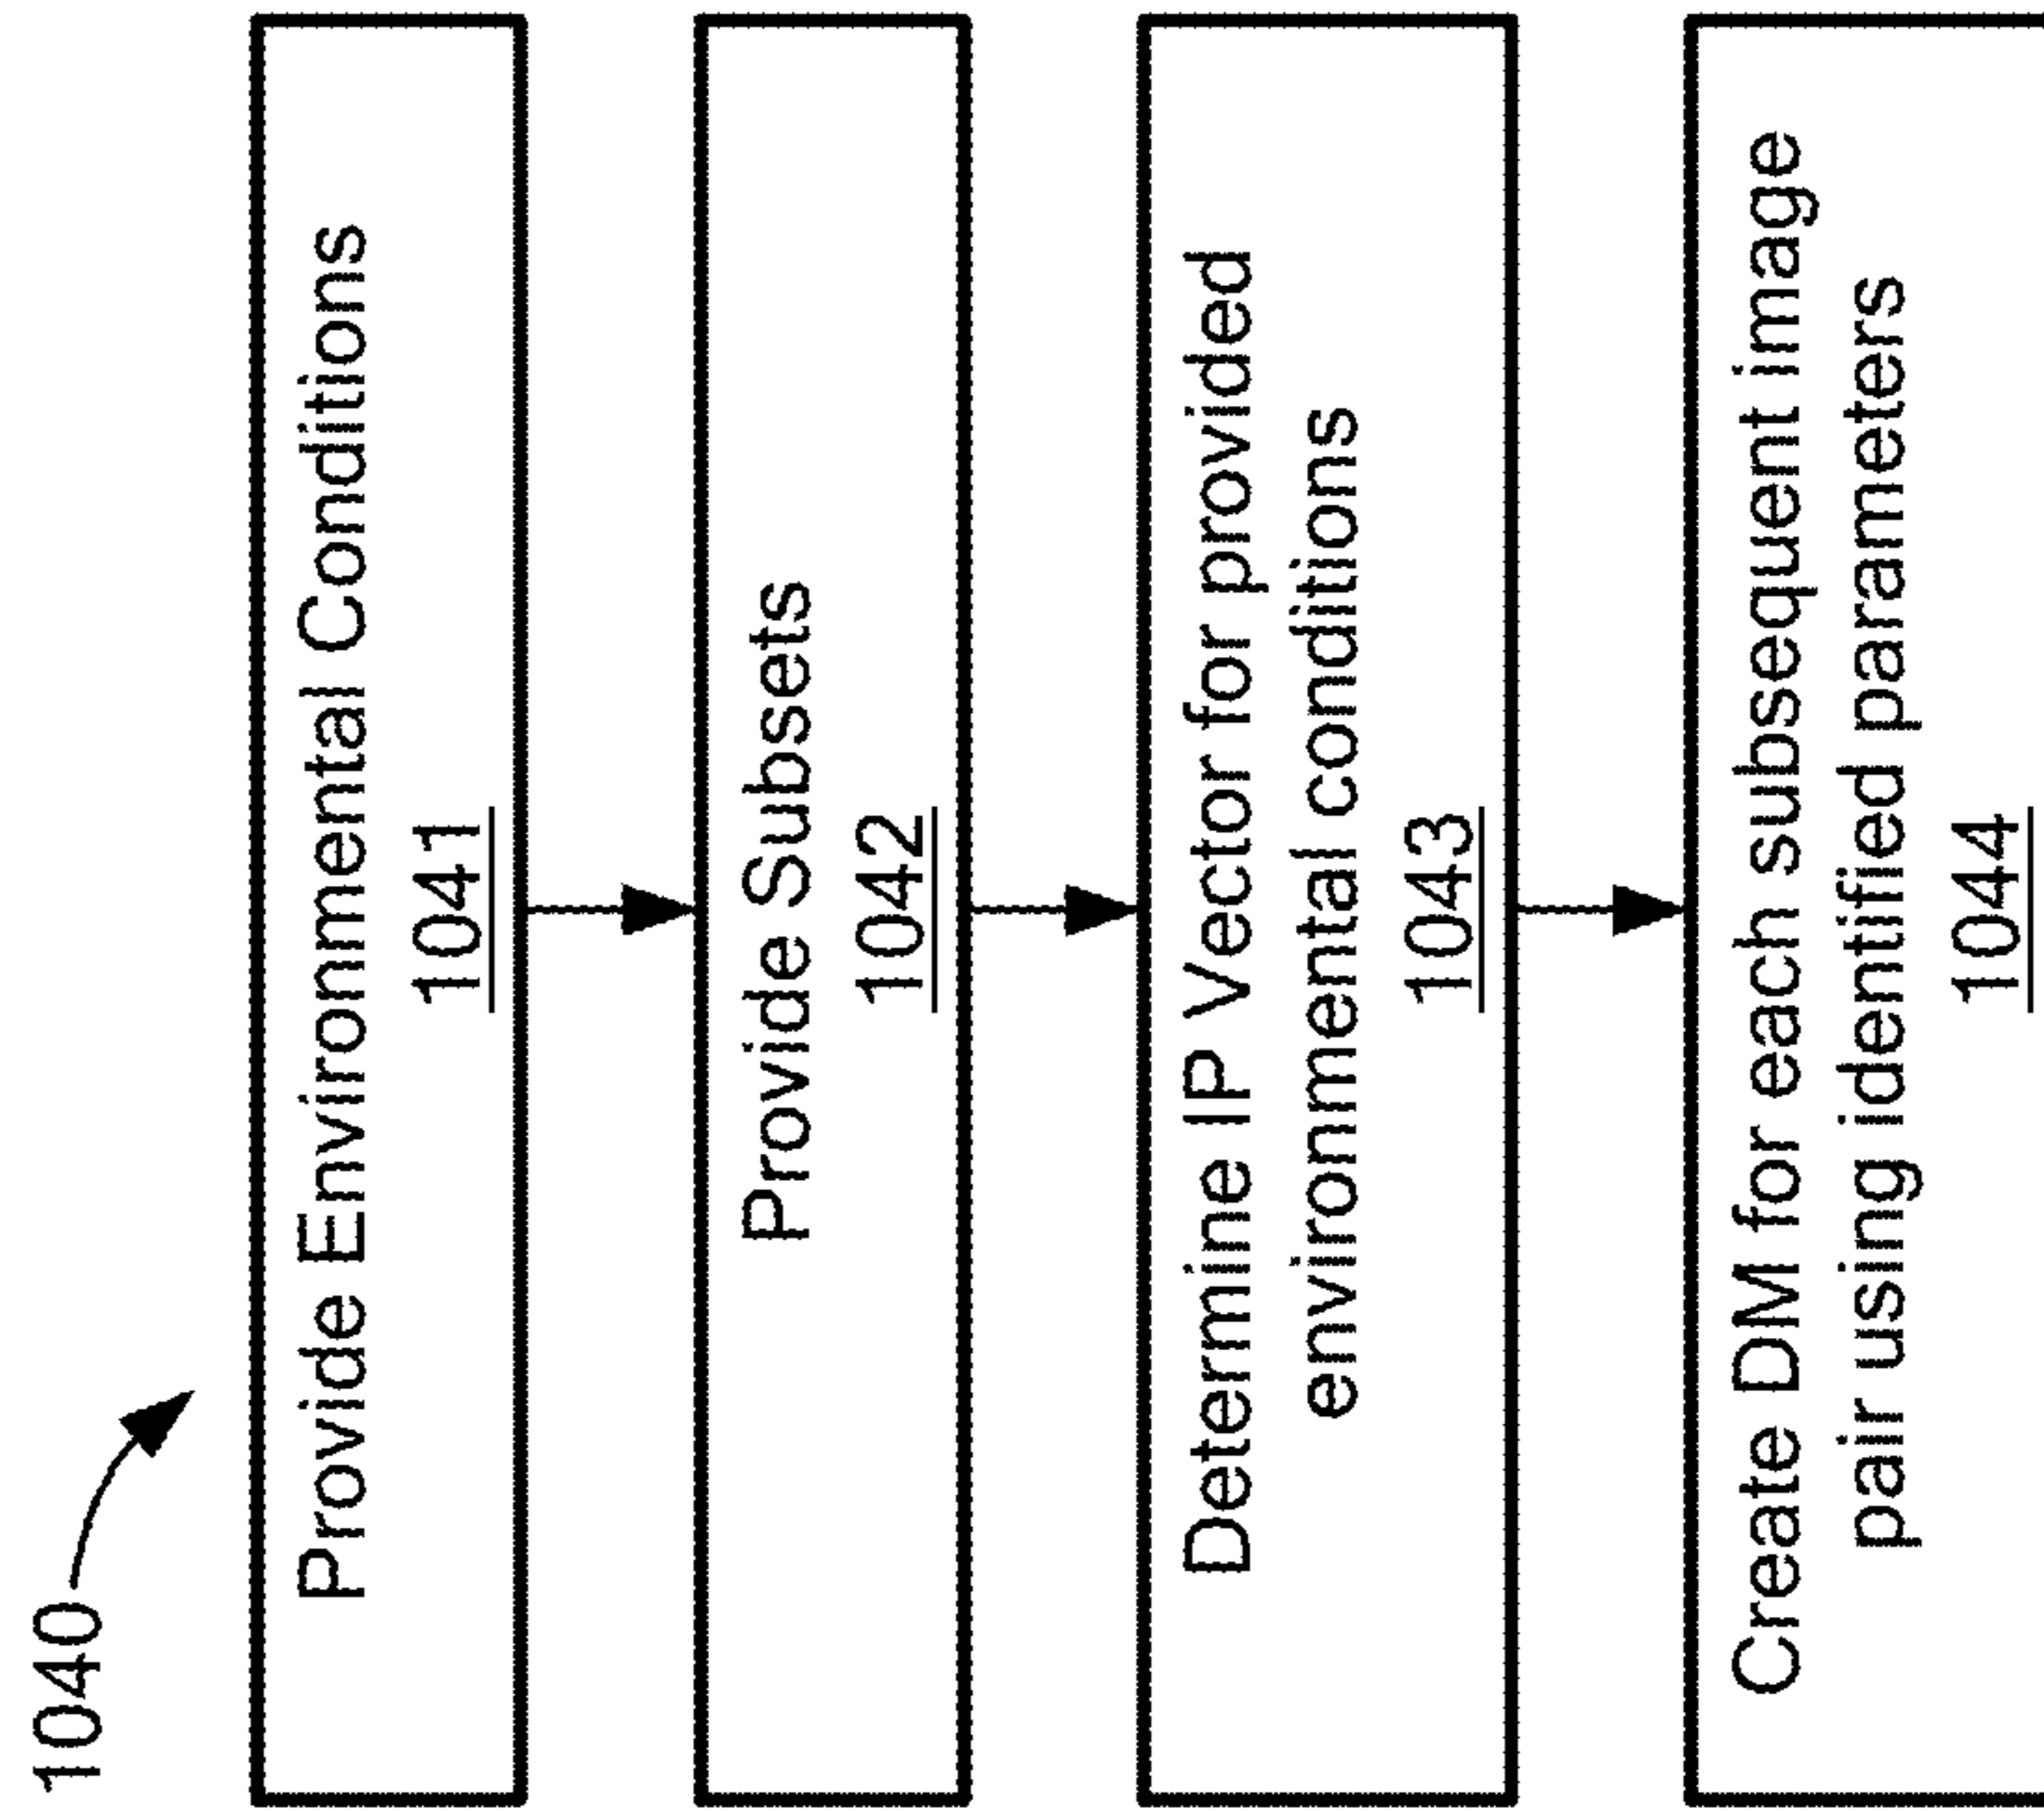 1040
Provide Environmental Conditions
1041
Provide Subsets
1042
Determine IP Vector for provided
environmental conditions
1043
Create DM for each subsequent image
pair using identified parameters
1044